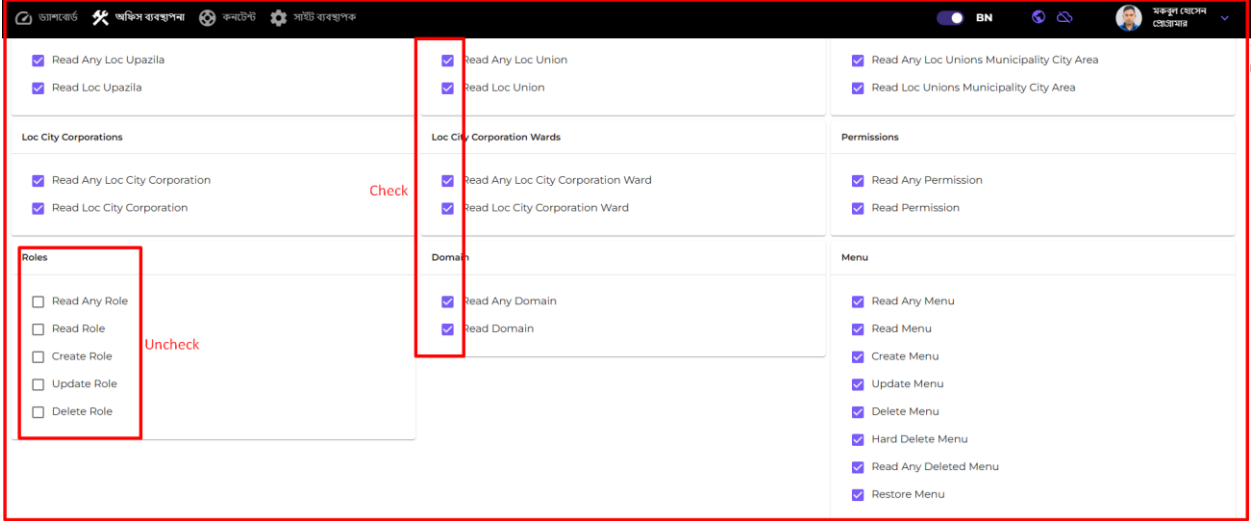 ড্যাশবোর্ড অফিস ব্যবস্থাপনা কনটেন্ট সাইট ব্যবস্থাপক BN মকবুল হোসেন
প্রোগ্রামার
Read Any Loc Upazila
Read Loc Upazila
Read Any Loc Union
Read Loc Union
Read Any Loc Unions Municipality City Area
Read Loc Unions Municipality City Area
Loc City Corporations
Read Any Loc City Corporation
Read Loc City Corporation
Check
Loc City Corporation Wards
Read Any Loc City Corporation Ward
Read Loc City Corporation Ward
Permissions
Read Any Permission
Read Permission
Roles
Read Any Role
Read Role
Create Role
Update Role
Delete Role
Uncheck
Domain
Read Any Domain
Read Domain
Menu
Read Any Menu
Read Menu
Create Menu
Update Menu
Delete Menu
Hard Delete Menu
Read Any Deleted Menu
Restore Menu